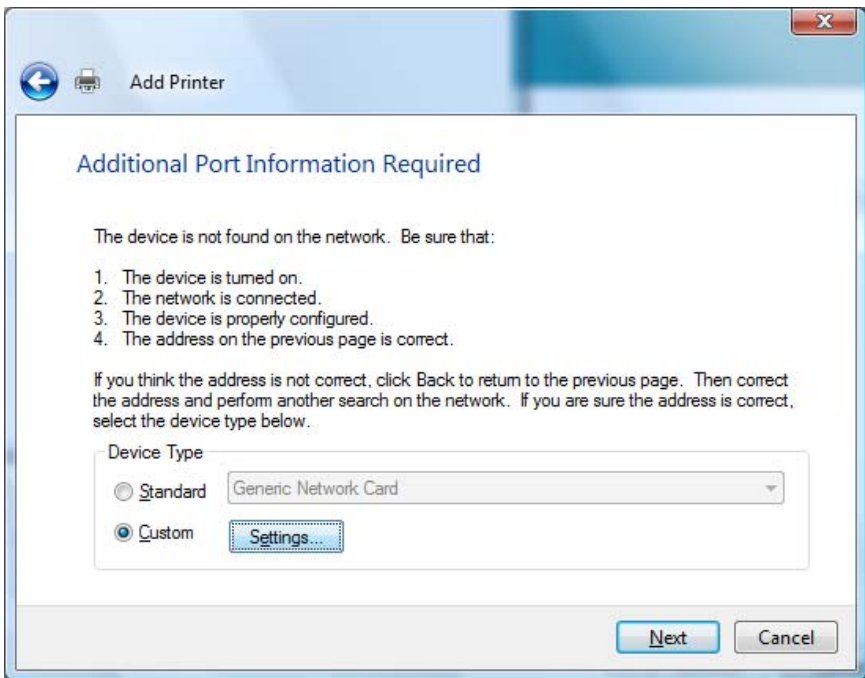 Add Printer
Additional Port Information Required
The device is not found on the network. Be sure that:
1. The device is turned on.
2. The network is connected.
3. The device is properly configured.
4. The address on the previous page is correct.
If you think the address is not correct, click Back to return to the previous page. Then correct
the address and perform another search on the network. If you are sure the address is correct,
select the device type below.
Device Type
Standard Generic Network Card
Custom Settings...
Next Cancel